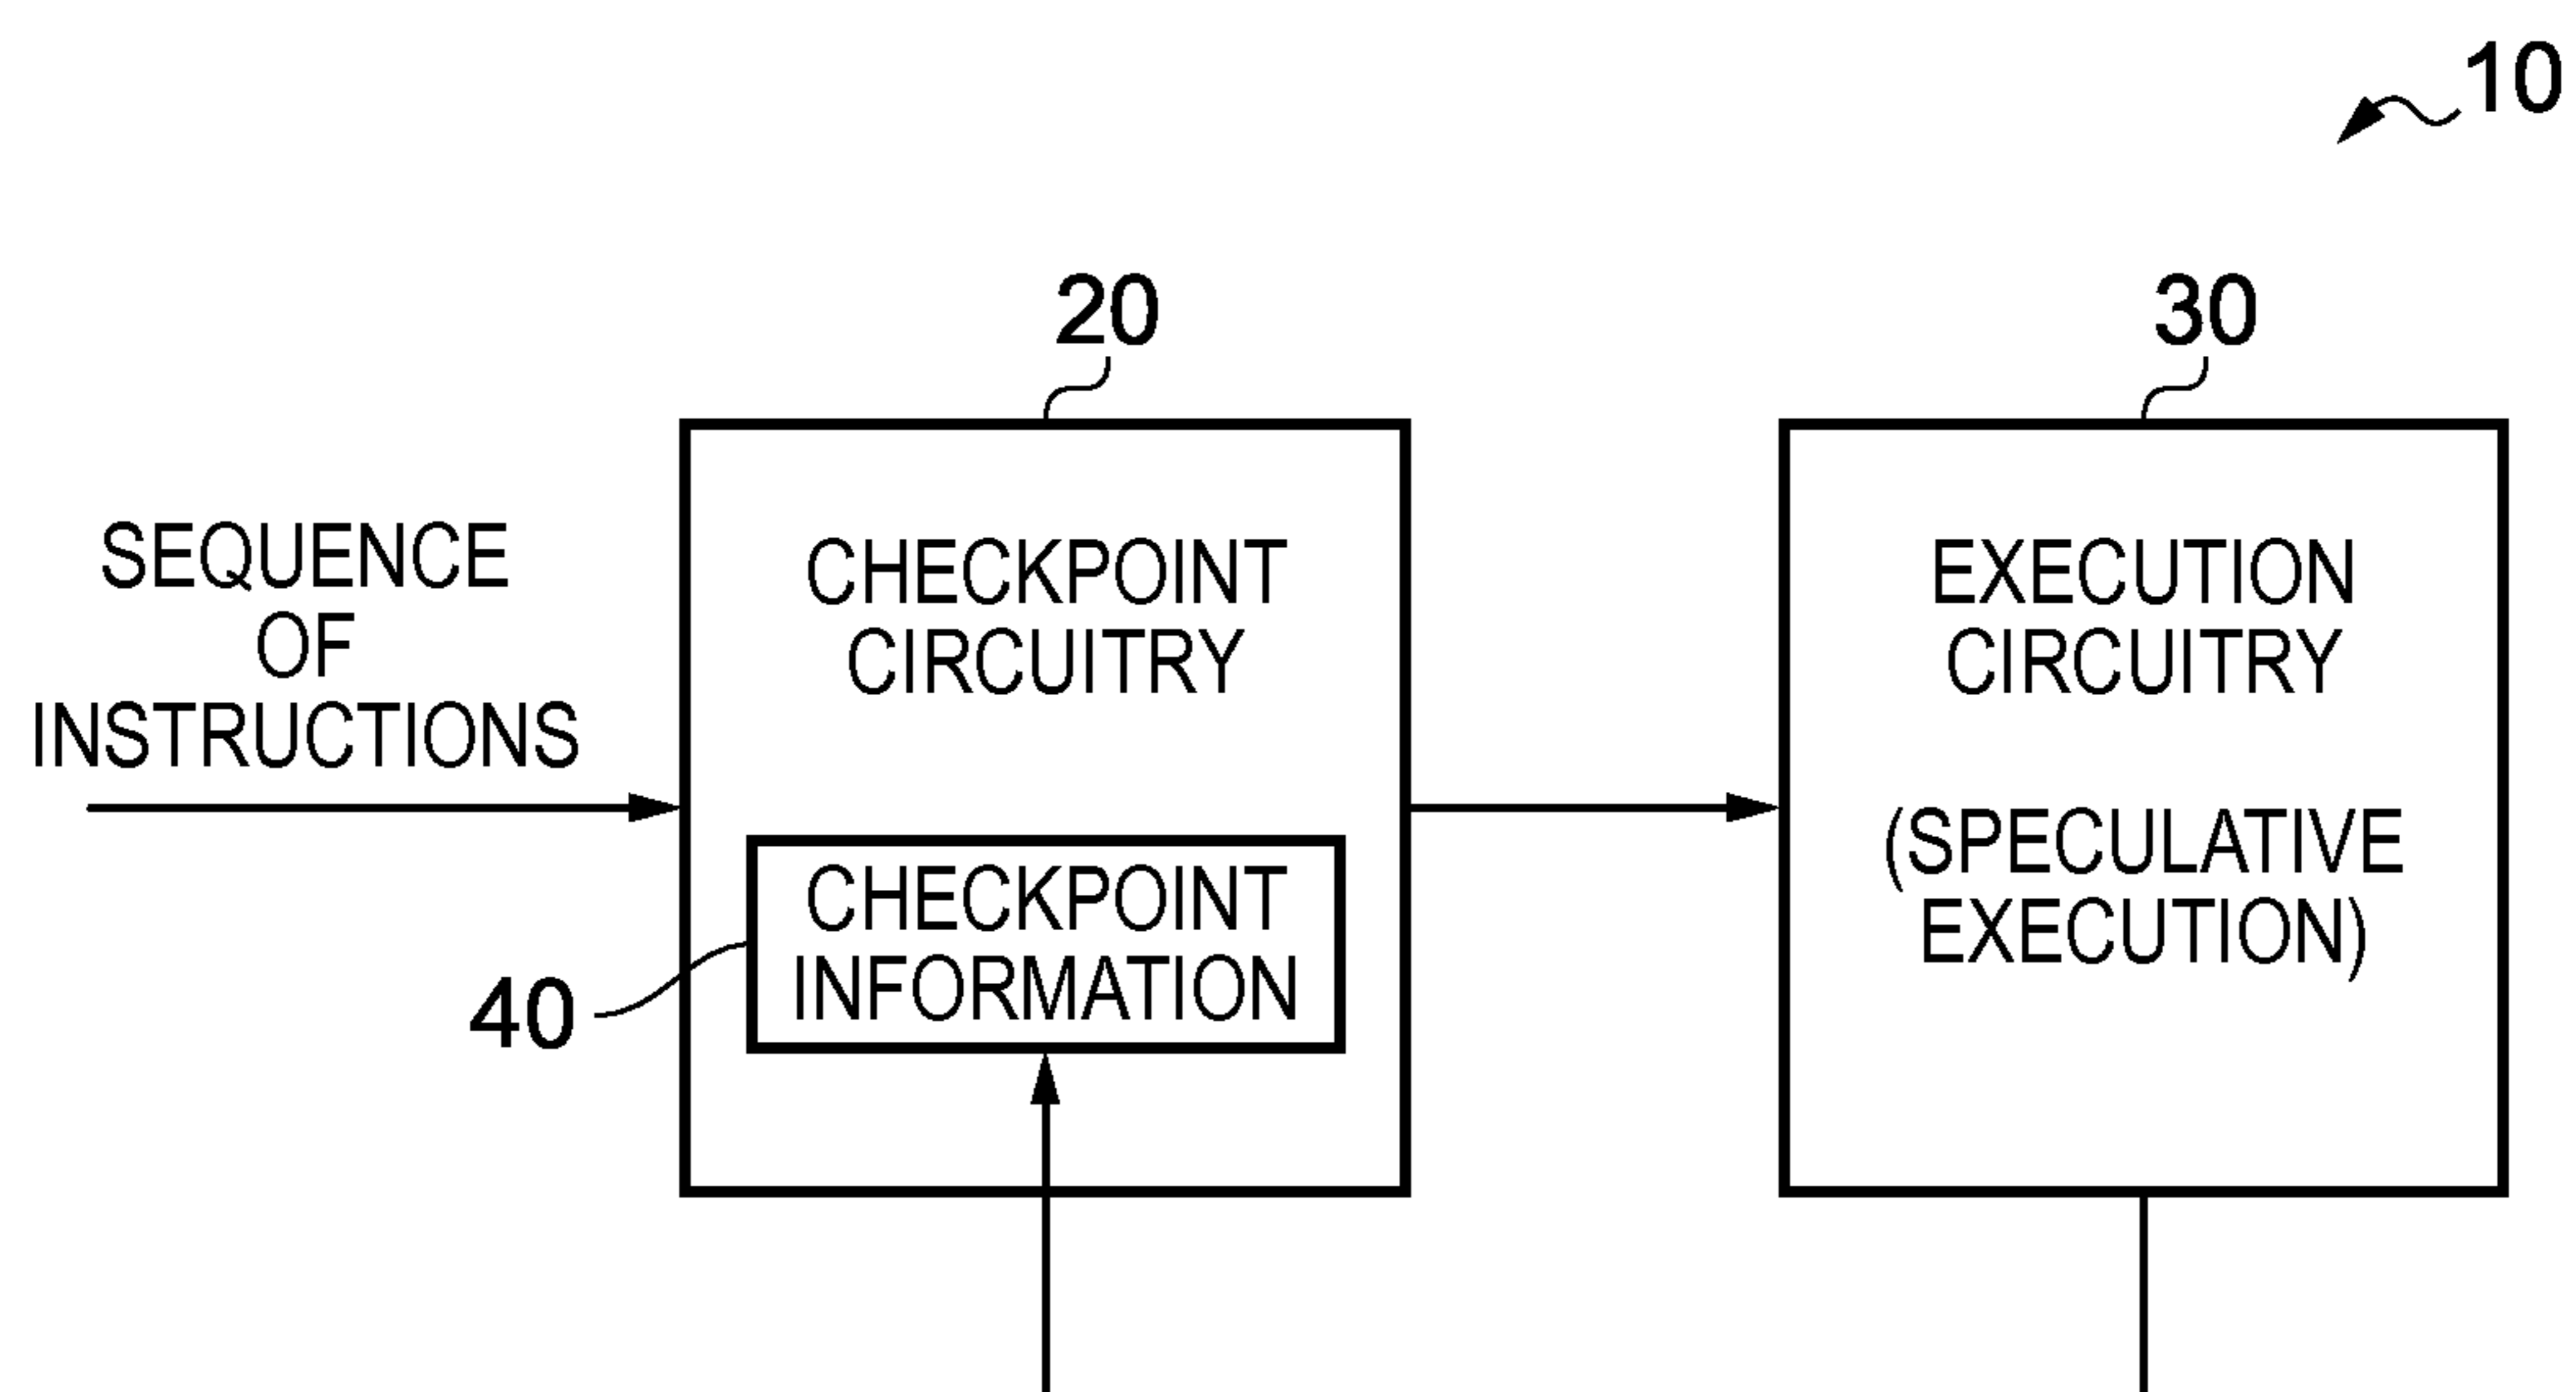 10
20
30
SEQUENCE
OF
INSTRUCTIONS
CHECKPOINT
CIRCUITRY
CHECKPOINT
INFORMATION
40
EXECUTION
CIRCUITRY
(SPECULATIVE
EXECUTION)